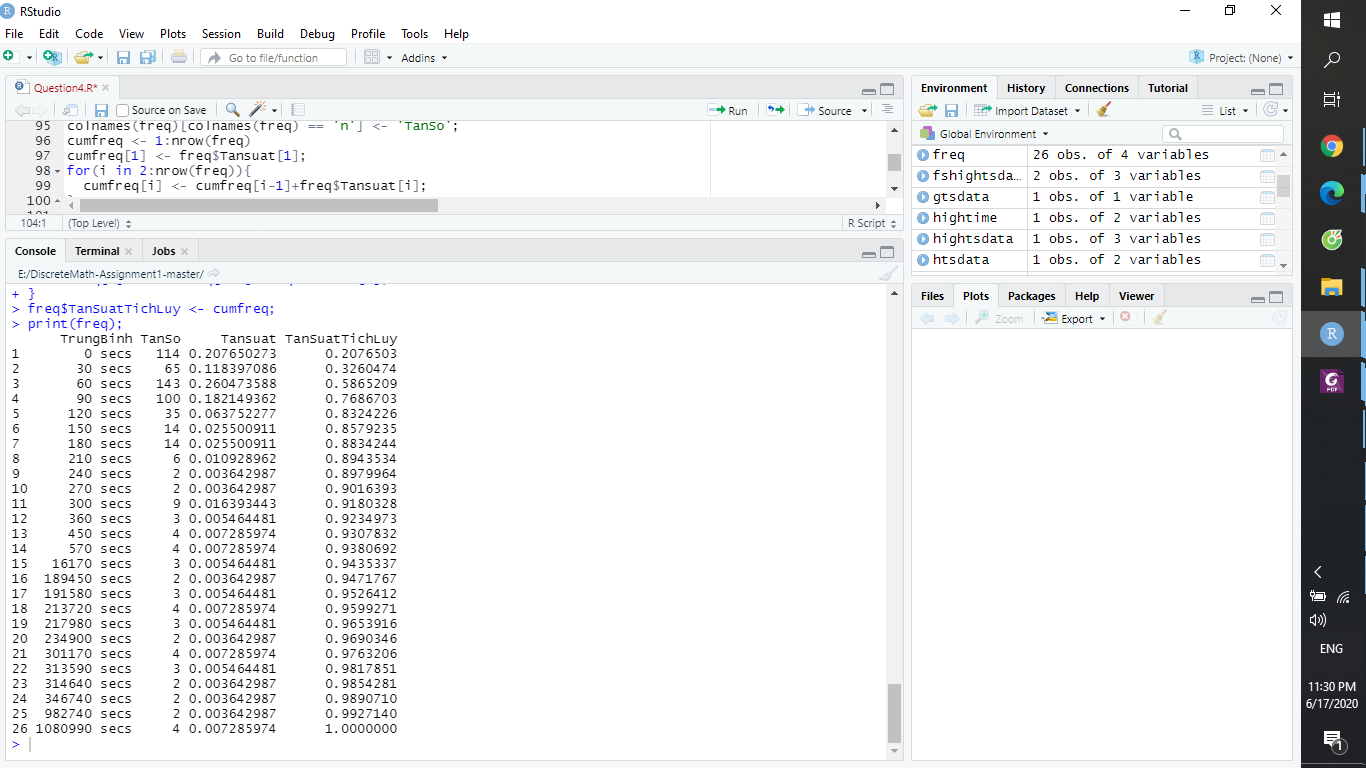 RStudio
File Edit Code View Plots Session Build Debug Profile Tools Help
Go to file/function Addins Project: (None)
Question4.R*
Source on Save Run Source
95 colnames(freq)[colnames(freq) == 'n'] <- 'TanSo';
96 cumfreq <- 1:nrow(freq)
97 cumfreq[1] <- freq$Tansuat[1];
98 for(i in 2:nrow(freq)){
99 cumfreq[i] <- cumfreq[i-1]+freq$Tansuat[i];
100
104:1 (Top Level) R Script
Console Terminal Jobs
E:/DiscreteMath-Assignment1-master/
+ }
> freq$TanSuatTichLuy <- cumfreq;
> print(freq);
TrungBinh TanSo Tansuat TanSuatTichLuy
1 0 secs 114 0.207650273 0.2076503
2 30 secs 65 0.118397086 0.3260474
3 60 secs 143 0.260473588 0.5865209
4 90 secs 100 0.182149362 0.7686703
5 120 secs 35 0.063752277 0.8324226
6 150 secs 14 0.025500911 0.8579235
7 180 secs 14 0.025500911 0.8834244
8 210 secs 6 0.010928962 0.8943534
9 240 secs 2 0.003642987 0.8979964
10 270 secs 2 0.003642987 0.9016393
11 300 secs 9 0.016393443 0.9180328
12 360 secs 3 0.005464481 0.9234973
13 450 secs 4 0.007285974 0.9307832
14 570 secs 4 0.007285974 0.9380692
15 16170 secs 3 0.005464481 0.9435337
16 189450 secs 2 0.003642987 0.9471767
17 191580 secs 3 0.005464481 0.9526412
18 213720 secs 4 0.007285974 0.9599271
19 217980 secs 3 0.005464481 0.9653916
20 234900 secs 2 0.003642987 0.9690346
21 301170 secs 4 0.007285974 0.9763206
22 313590 secs 3 0.005464481 0.9817851
23 314640 secs 2 0.003642987 0.9854281
24 346740 secs 2 0.003642987 0.9890710
25 982740 secs 2 0.003642987 0.9927140
26 1080990 secs 4 0.007285974 1.0000000
>
Environment History Connections Tutorial
Import Dataset List
Global Environment
freq 26 obs. of 4 variables
fshightsda... 2 obs. of 3 variables
gtsdata 1 obs. of 1 variable
hightime 1 obs. of 2 variables
hightsdata 1 obs. of 3 variables
htsdata 1 obs. of 2 variables
Files Plots Packages Help Viewer
Zoom Export
R
PDF
ENG
11:30 PM
6/17/2020
1